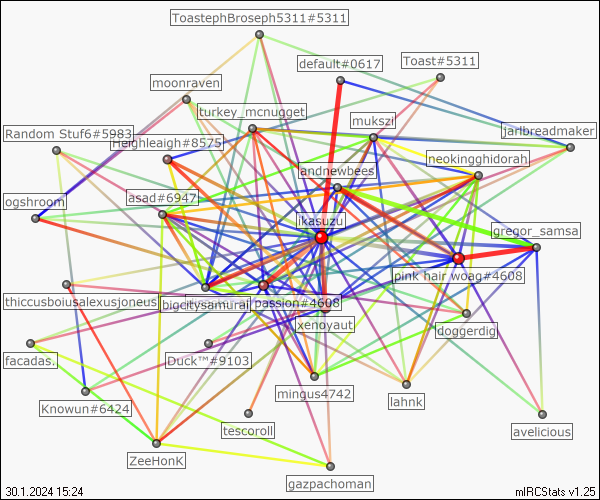 ToastephBroseph5311#5311
default#0617
Toast#5311
moonraven
turkey_mcnugget
mukszi
jarlbreadmaker
Random Stuf6#5983
Heighleaigh#8575
neokingghidorah
landnewbees
asad#6947
ogshroom
jkasuzu
gregor_samsa
pink hair woag#4608
thiccusboiusalexusjoneus
bigcitysamurai
passion#4608
xenoyaut
doggerdig
facadas.
Duck™#9103
mingus4742
lahnk
Knowun#6424
tescoroll
avelicious
ZeeHonK
gazpachoman
30.1.2024 15:24
mIRCStats v1.25